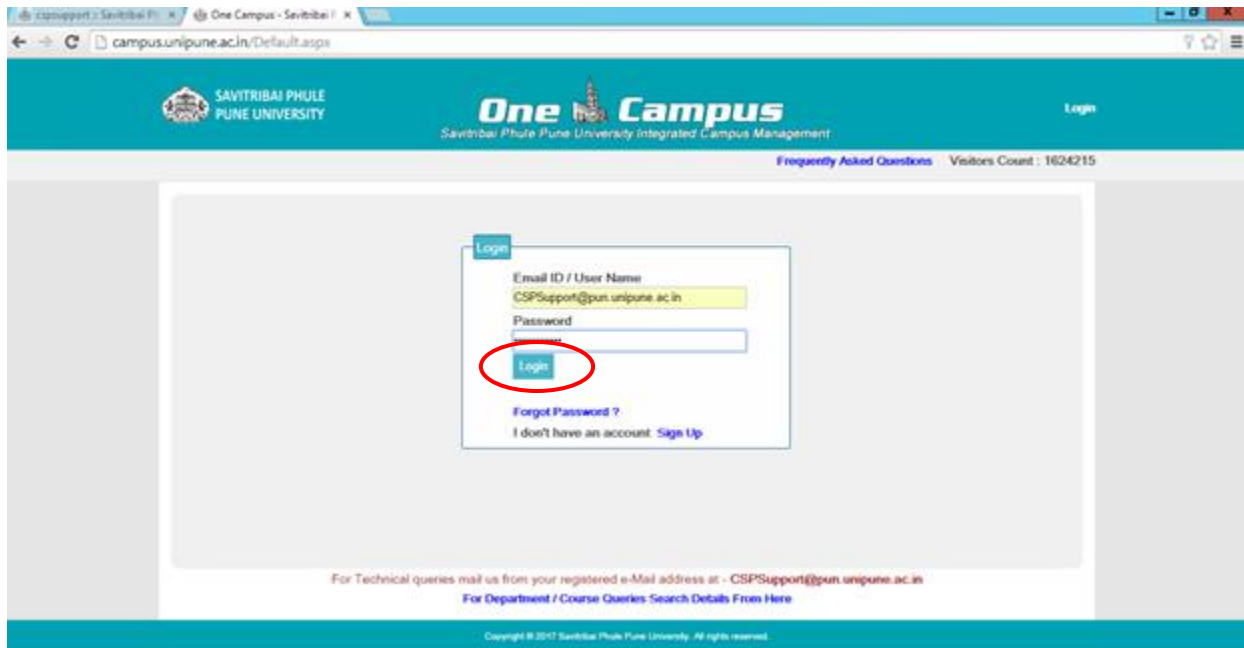 csptupport : Savitribai P
One Campus - Savitribai F
campus.unipune.ac.in/Default.aspx
SAVITRIBAI PHULE
PUNE UNIVERSITY
One Campus
Savitribai Phule Pune University Integrated Campus Management
Login
Frequently Asked Questions Visitors Count : 1624215
Login
Email ID / User Name
CSPSupport@pun.unipune.ac.in
Password
Login
Forgot Password ?
I don't have an account. Sign Up
For Technical queries mail us from your registered e-Mail address at - CSPSupport@pun.unipune.ac.in
For Department / Course Queries Search Details From Here
Copyright © 2017 Savitribai Phule Pune University. All rights reserved.